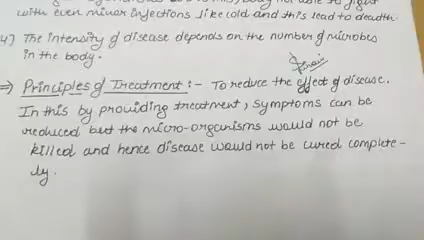 with even minor infections like cold and this lead to death.
4) The intensity of disease depends on the number of microbes
in the body.
⇒ Principles of Treatment :- To reduce the effect of disease.
In this by providing treatment, symptoms can be
reduced but the micro-organisms would not be
killed and hence disease would not be cured complete-
ly.